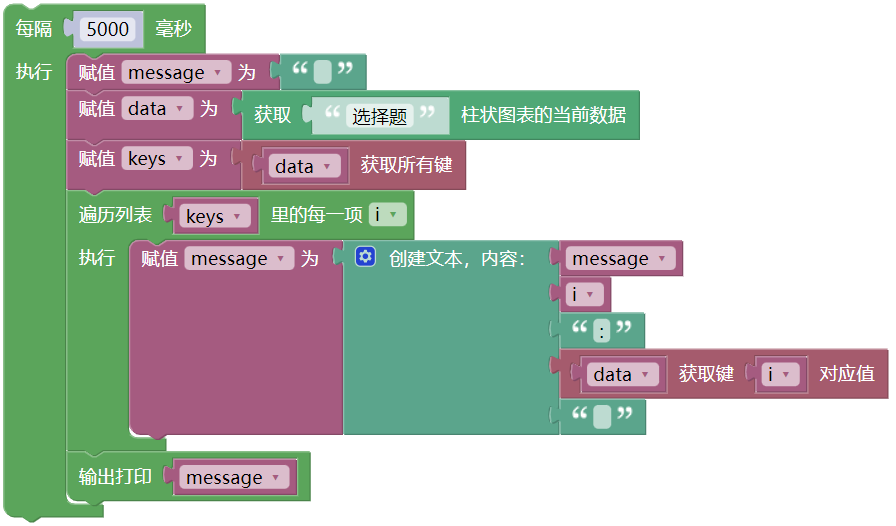 每隔 5000 毫秒
执行 赋值 message 为 “ ”
赋值 data 为 获取 “ 选择题 ” 柱状图表的当前数据
赋值 keys 为 data 获取所有键
遍历列表 keys 里的每一项 i
执行 赋值 message 为 创建文本，内容： message
i
“ : ”
data 获取键 i 对应值
“ ”
输出打印 message